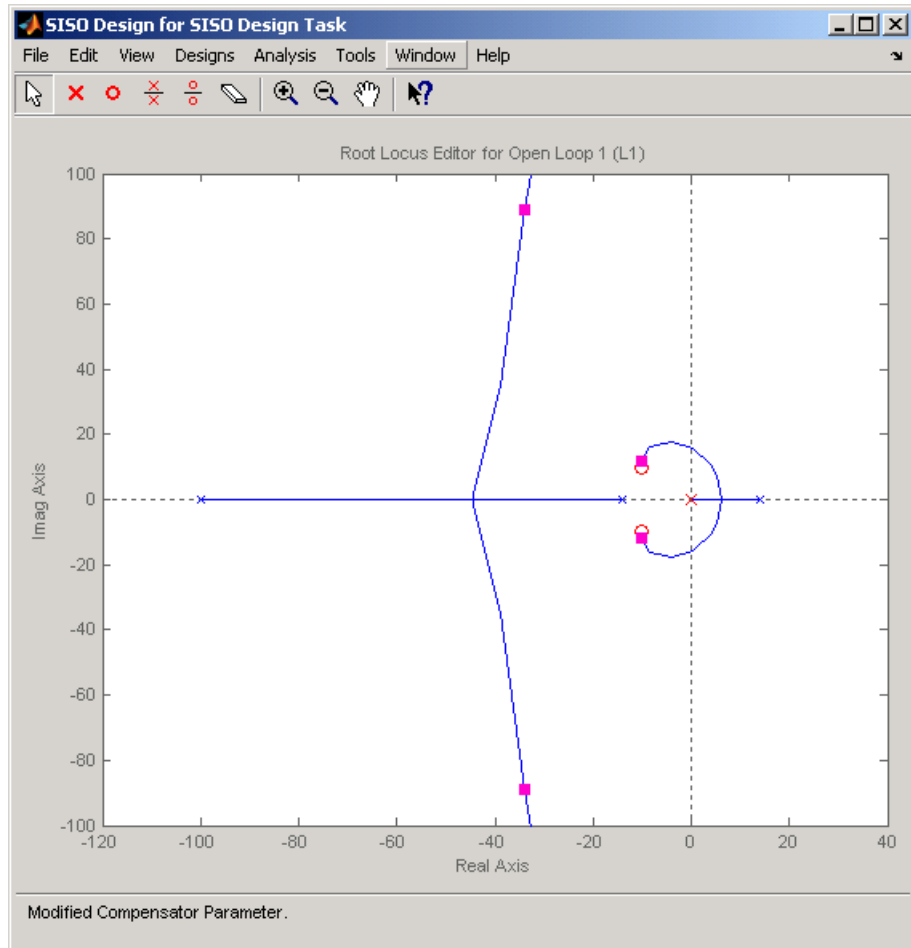 SISO Design for SISO Design Task
File Edit View Designs Analysis Tools Window Help
Root Locus Editor for Open Loop 1 (L1)
100
80
60
40
20
0
-20
-40
-60
-80
-100
Imag Axis
-120 -100 -80 -60 -40 -20 0 20 40
Real Axis
Modified Compensator Parameter.